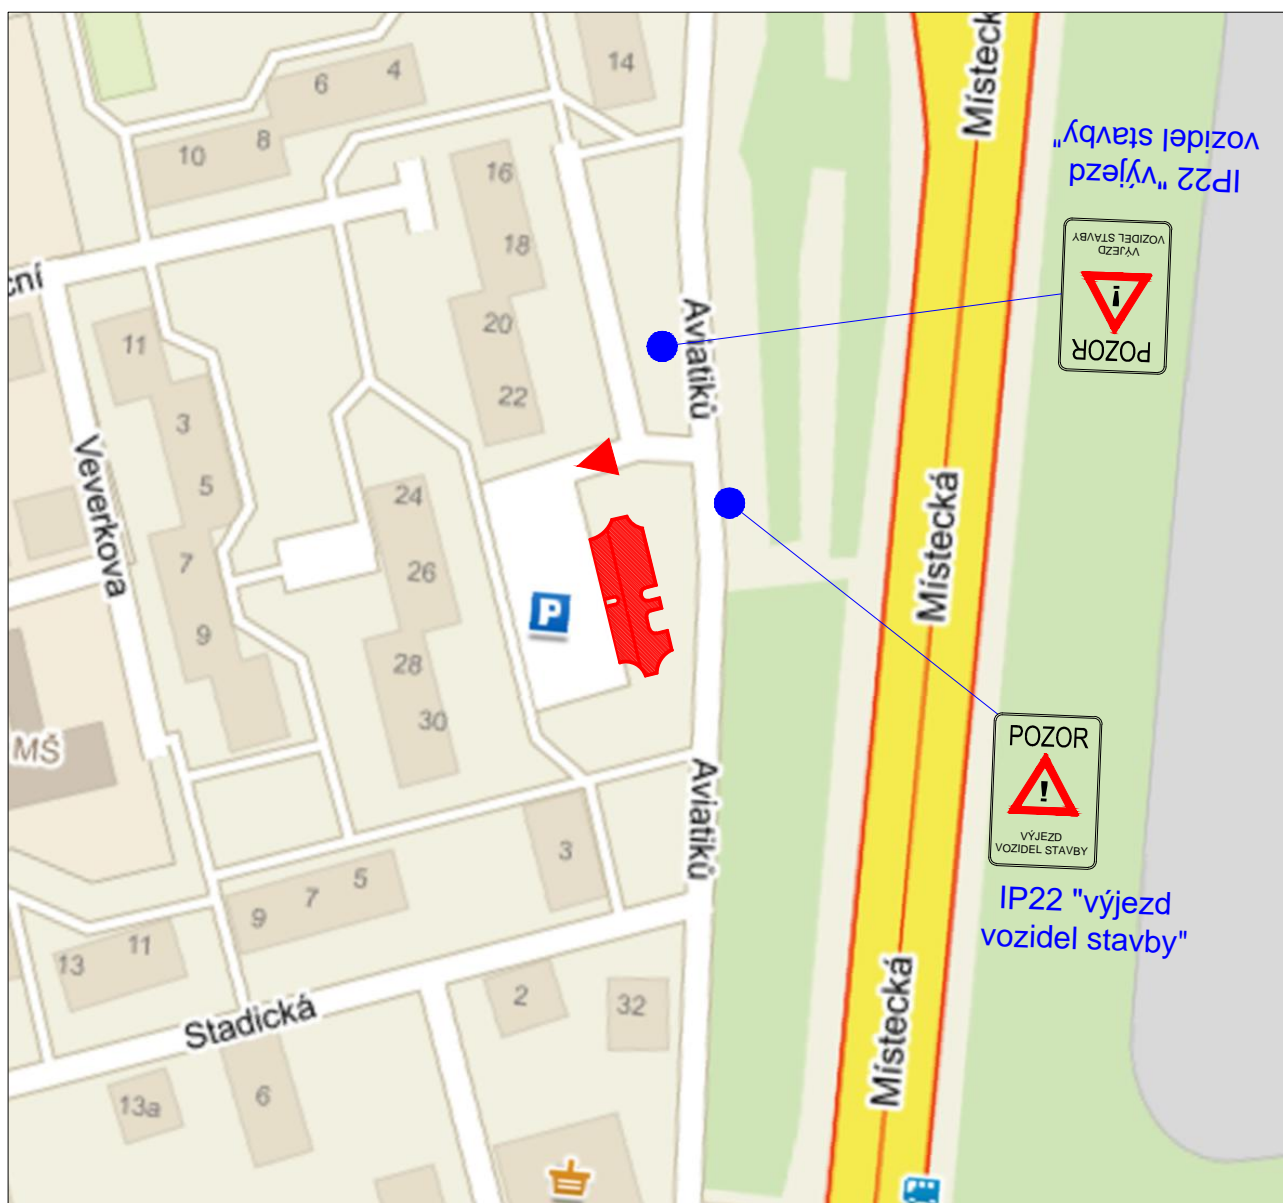 Místeck
14
4
6
8
10
16
18
IP22 "výjezd
vozidel stavby"
POZOR
!
VÝJEZD
VOZIDEL STAVBY
ční
Aviatiků
20
22
11
3
5
7
9
Veverkova
24
26
28
30
P
Místecká
MŠ
Aviatiků
POZOR
!
VÝJEZD
VOZIDEL STAVBY
IP22 "výjezd
vozidel stavby"
3
5
7
9
11
13
Stadická
2
32
Místecká
13a
6